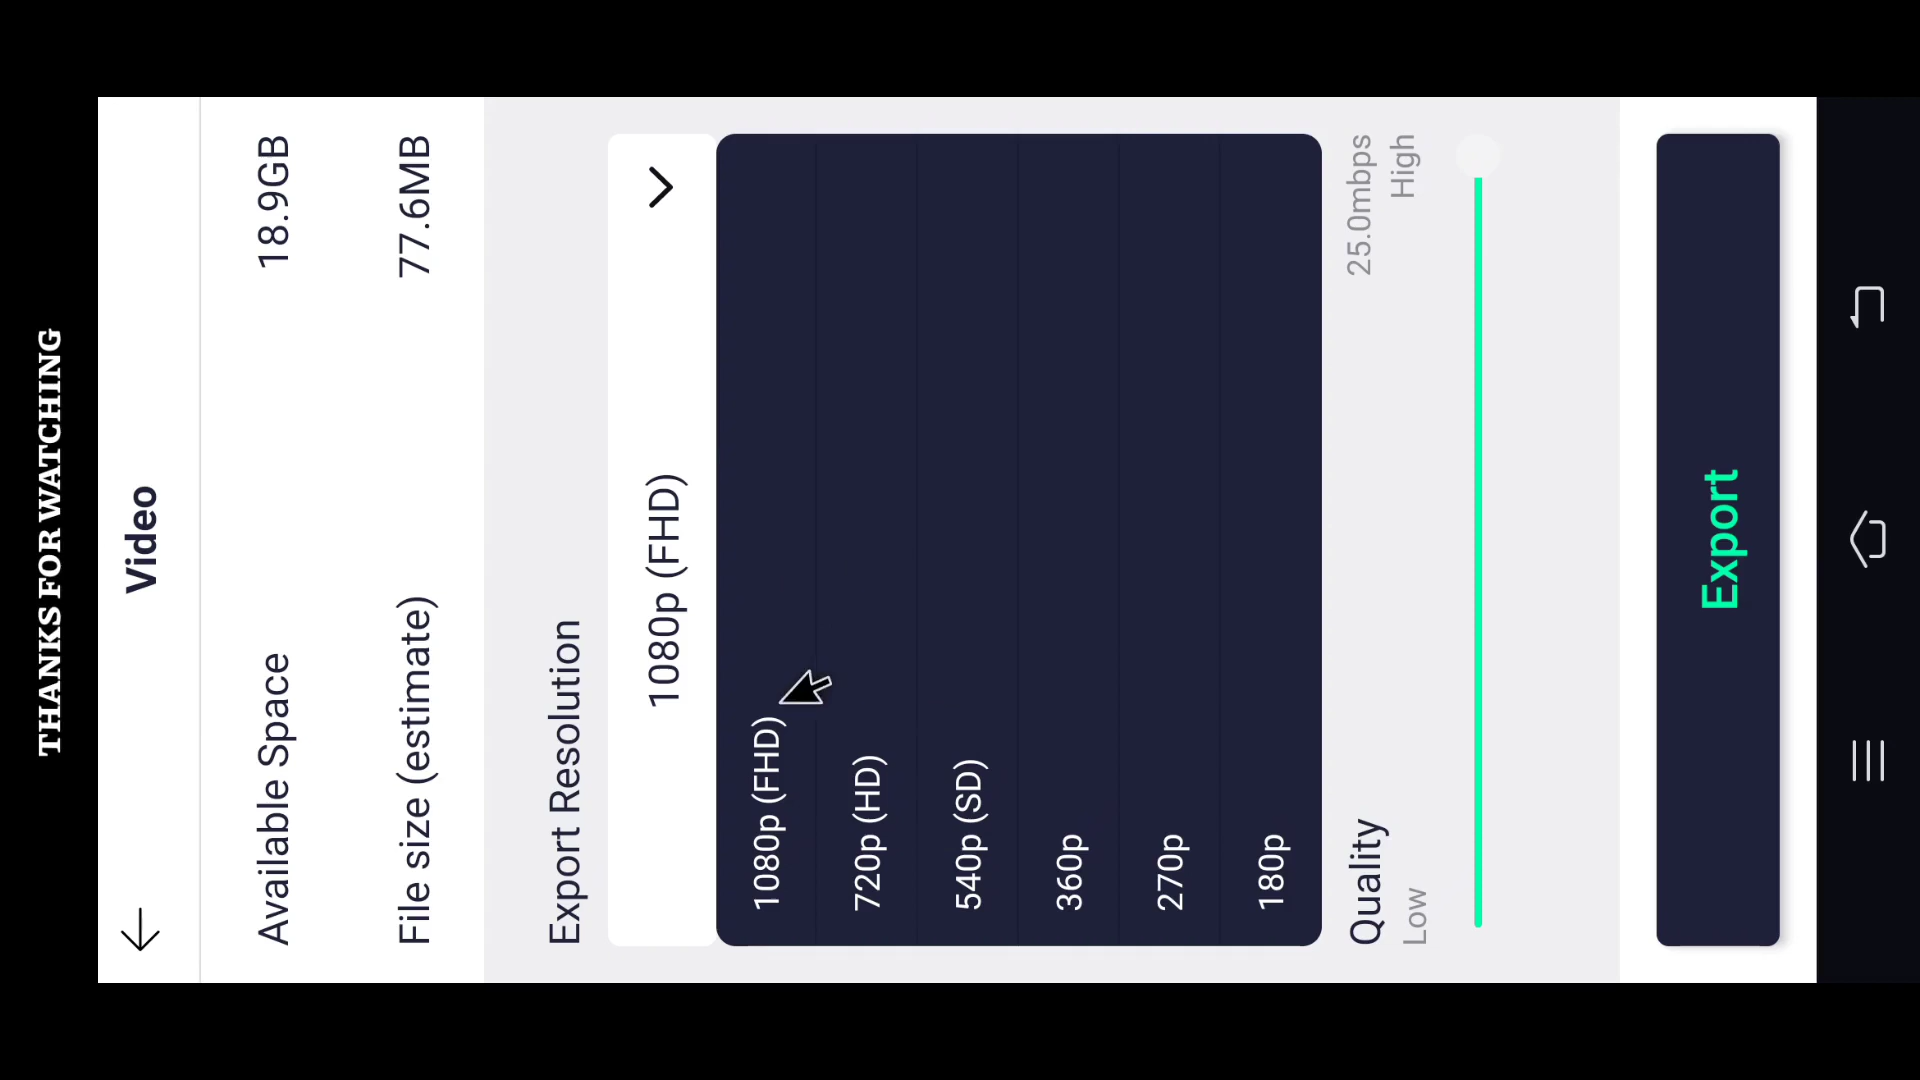 THANKS FOR WATCHING
Video
Available Space 18.9GB
File size (estimate) 77.6MB
Export Resolution
1080p (FHD)
1080p (FHD)
720p (HD)
540p (SD)
360p
270p
180p
Quality 25.0mbps
Low High
Export